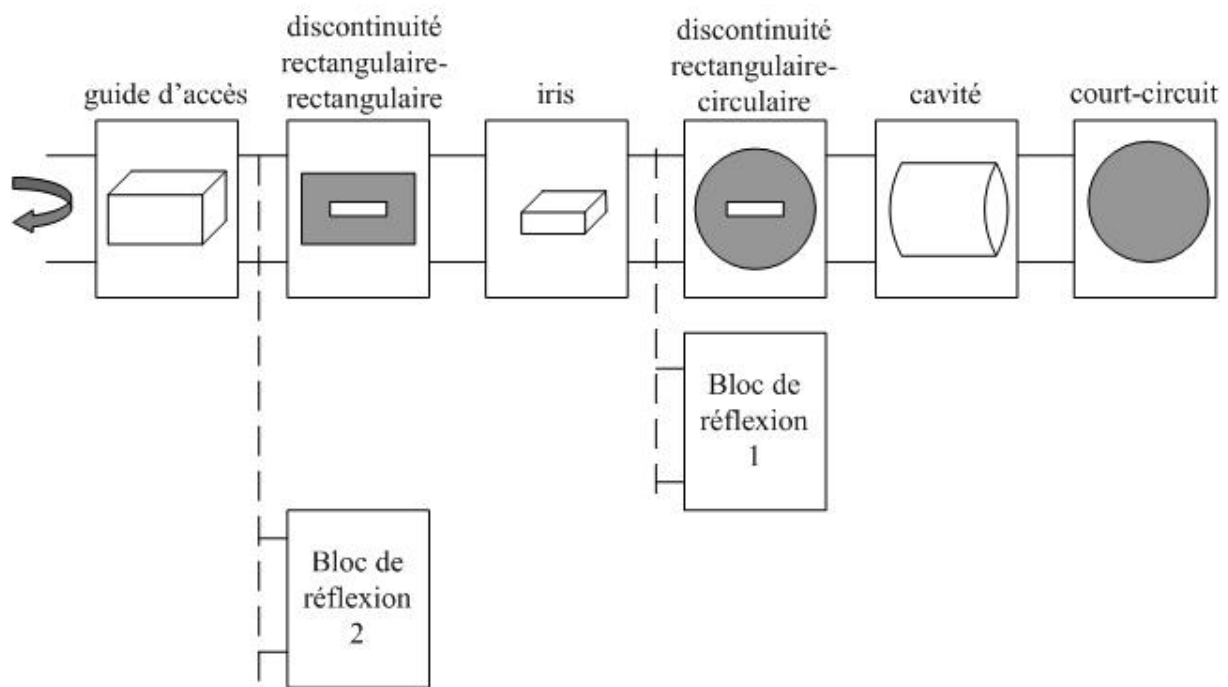 guide d'accès
discontinuité
rectangulaire-
rectangulaire
iris
discontinuité
rectangulaire-
circulaire
cavité
court-circuit
Bloc de
réflexion
1
Bloc de
réflexion
2